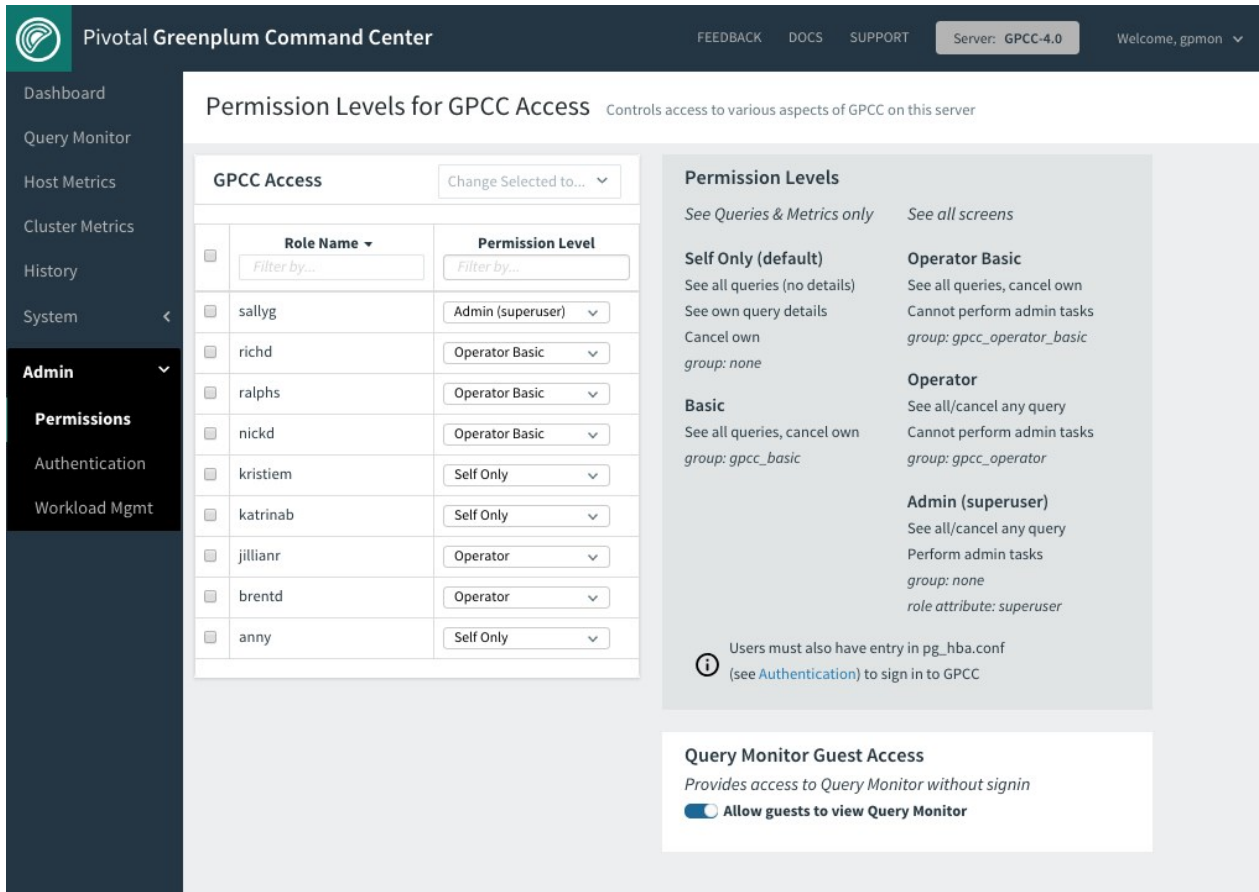 Pivotal Greenplum Command Center
FEEDBACK DOCS SUPPORT Server: GPCC-4.0 Welcome, gpmon
Dashboard
Query Monitor
Host Metrics
Cluster Metrics
History
System
Admin
Permissions
Authentication
Workload Mgmt
Permission Levels for GPCC Access Controls access to various aspects of GPCC on this server
GPCC Access Change Selected to...
Role Name Permission Level
Filter by... Filter by...
sallyg Admin (superuser)
richd Operator Basic
ralphs Operator Basic
nickd Operator Basic
kristiem Self Only
katrinab Self Only
jillianr Operator
brentd Operator
anny Self Only
Permission Levels
See Queries & Metrics only
Self Only (default)
See all queries (no details)
See own query details
Cancel own
group: none
Basic
See all queries, cancel own
group: gpcc_basic
See all screens
Operator Basic
See all queries, cancel own
Cannot perform admin tasks
group: gpcc_operator_basic
Operator
See all/cancel any query
Cannot perform admin tasks
group: gpcc_operator
Admin (superuser)
See all/cancel any query
Perform admin tasks
group: none
role attribute: superuser
Users must also have entry in pg_hba.conf
(see Authentication) to sign in to GPCC
Query Monitor Guest Access
Provides access to Query Monitor without signin
Allow guests to view Query Monitor